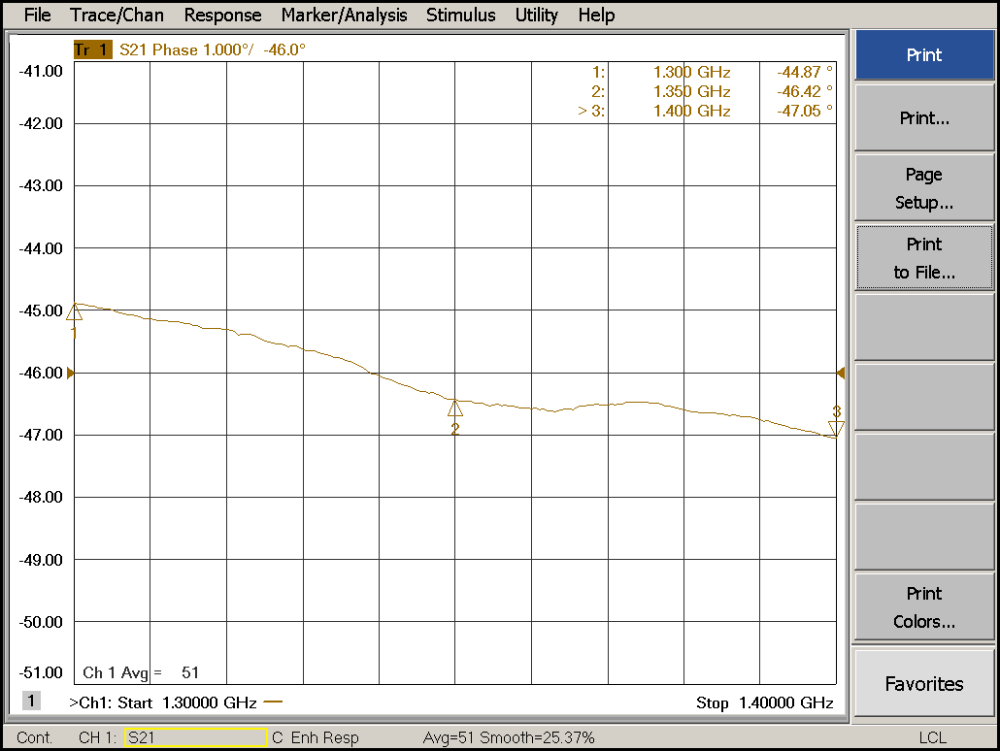 File Trace/Chan Response Marker/Analysis Stimulus Utility Help
Tr 1 S21 Phase 1.000°/ -46.0°
1: 1.300 GHz -44.87 °
2: 1.350 GHz -46.42 °
> 3: 1.400 GHz -47.05 °
-41.00
-42.00
-43.00
-44.00
-45.00
-46.00
-47.00
-48.00
-49.00
-50.00
-51.00
1
2
3
Ch 1 Avg = 51
1 >Ch1: Start 1.30000 GHz
Stop 1.40000 GHz
Print
Print...
Page
Setup...
Print
to File...
Print
Colors...
Favorites
Cont. CH 1: S21 C Enh Resp Avg=51 Smooth=25.37% LCL